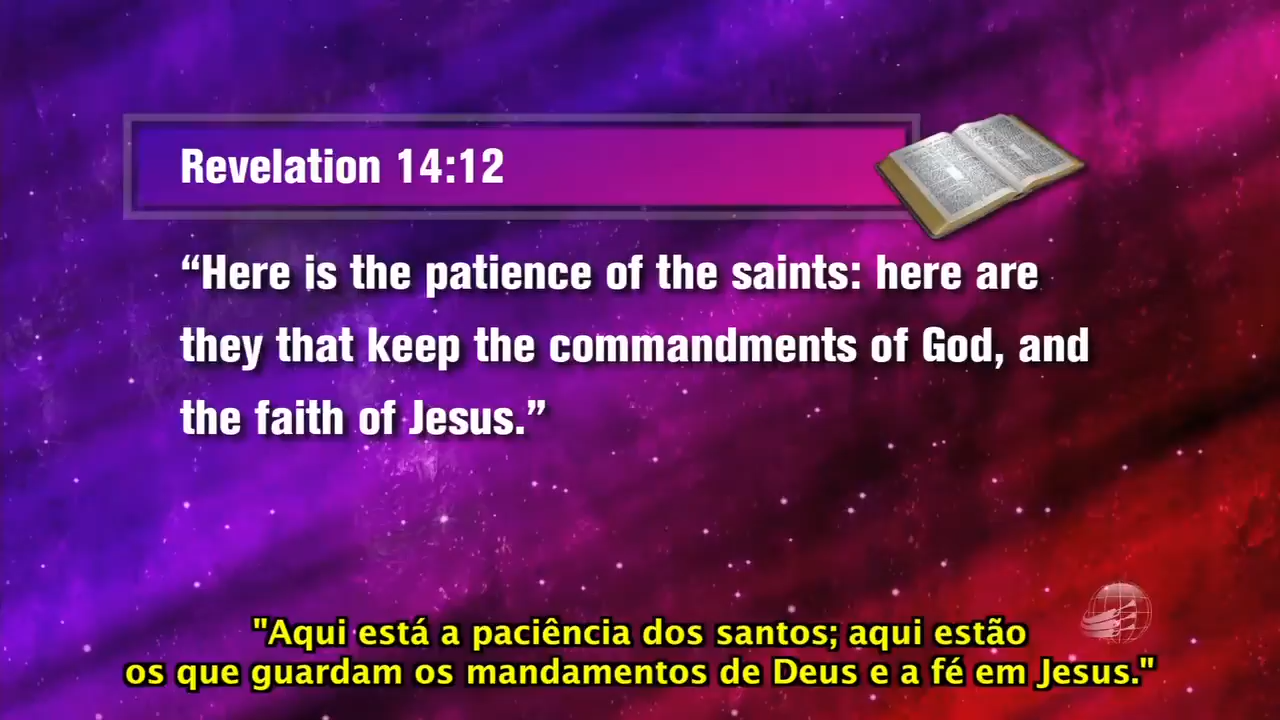 Revelation 14:12
“Here is the patience of the saints: here are
they that keep the commandments of God, and
the faith of Jesus.”
"Aqui está a paciência dos santos; aqui estão
os que guardam os mandamentos de Deus e a fé em Jesus."